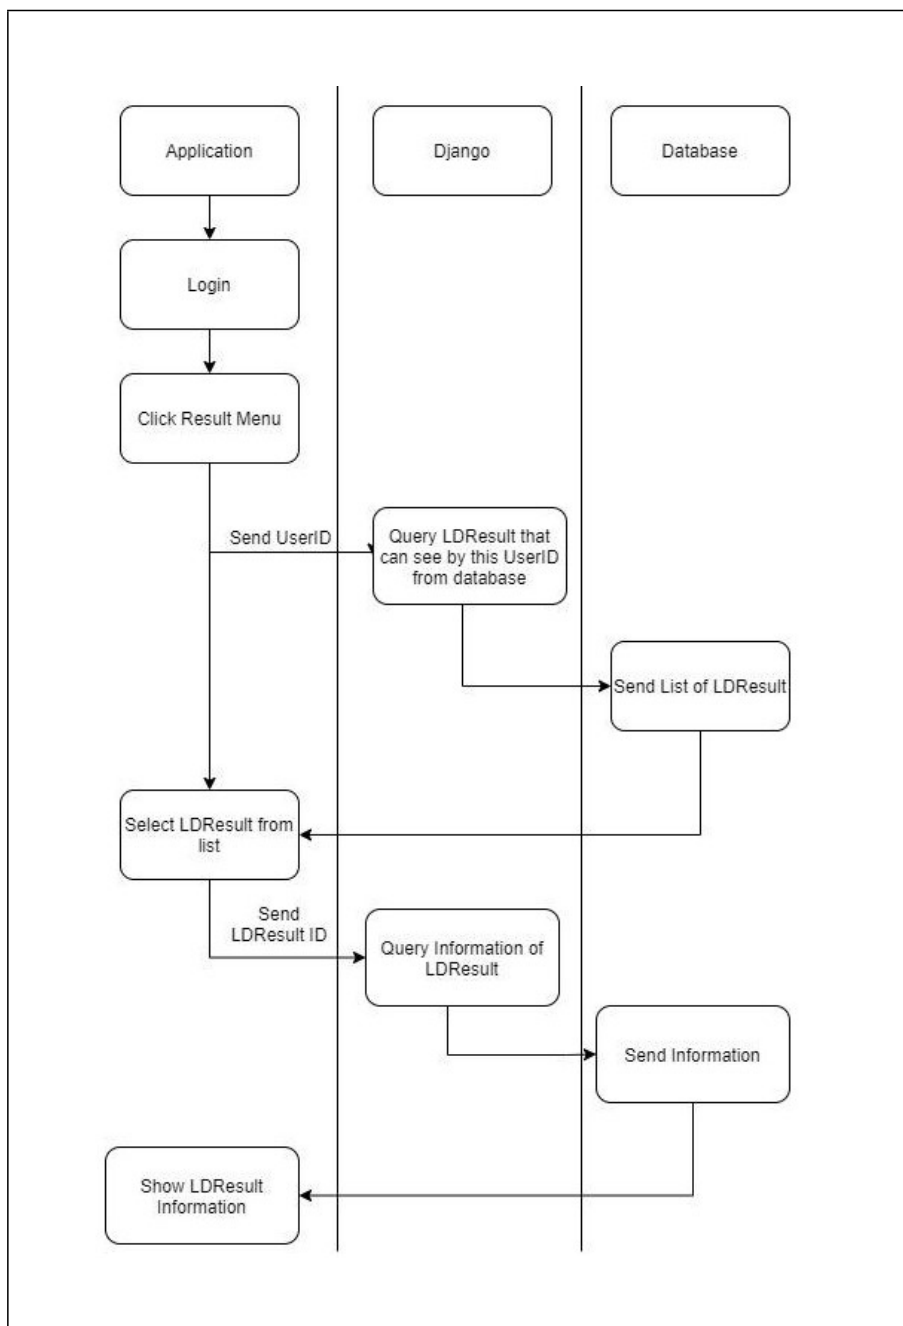 Application
Django
Database
Login
Click Result Menu
Send UserID
Query LDResult that
can see by this UserID
from database
Send List of LDResult
Select LDResult from
list
Send
LDResult ID
Query Information of
LDResult
Send Information
Show LDResult
Information